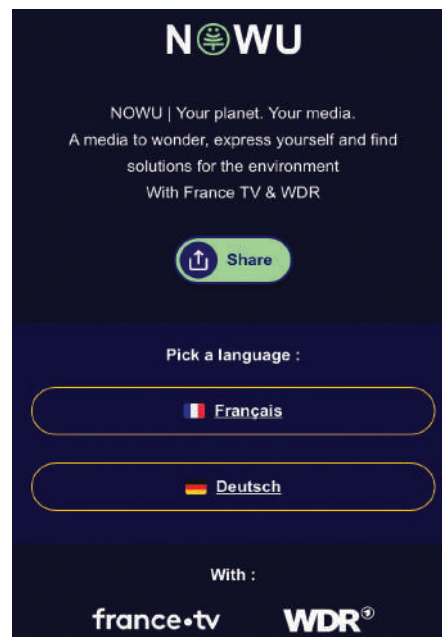 NOWU
NOWU | Your planet. Your media.
A media to wonder, express yourself and find
solutions for the environment
With France TV & WDR
Share
Pick a language :
Français
Deutsch
With :
france•tv WDR